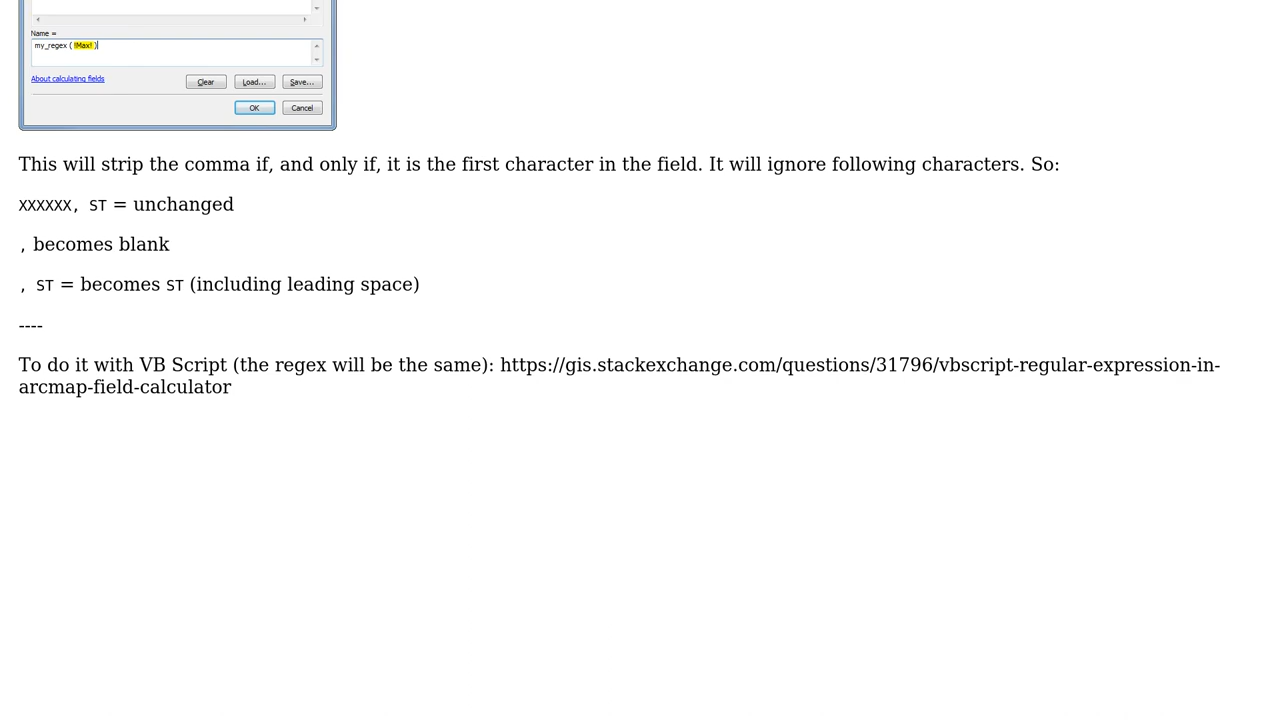 Name =
my_regex ( !Max! )
About calculating fields
Clear
Load...
Save...
OK
Cancel
This will strip the comma if, and only if, it is the first character in the field. It will ignore following characters. So:
XXXXXX, ST = unchanged
, becomes blank
, ST = becomes ST (including leading space)
----
To do it with VB Script (the regex will be the same): https://gis.stackexchange.com/questions/31796/vbscript-regular-expression-in-
arcmap-field-calculator